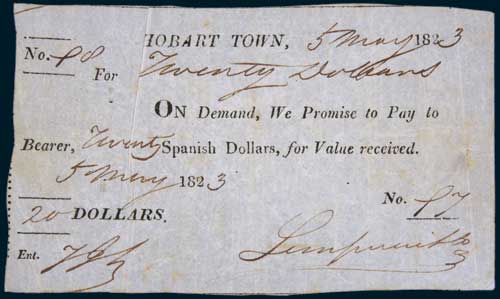 HOBART TOWN, 5 May 1823
No.
For Twenty Dollars
ON Demand, We Promise to Pay to
Bearer, Twenty Spanish Dollars, for Value received.
5 May 1823
No.
20 DOLLARS.
Ent.